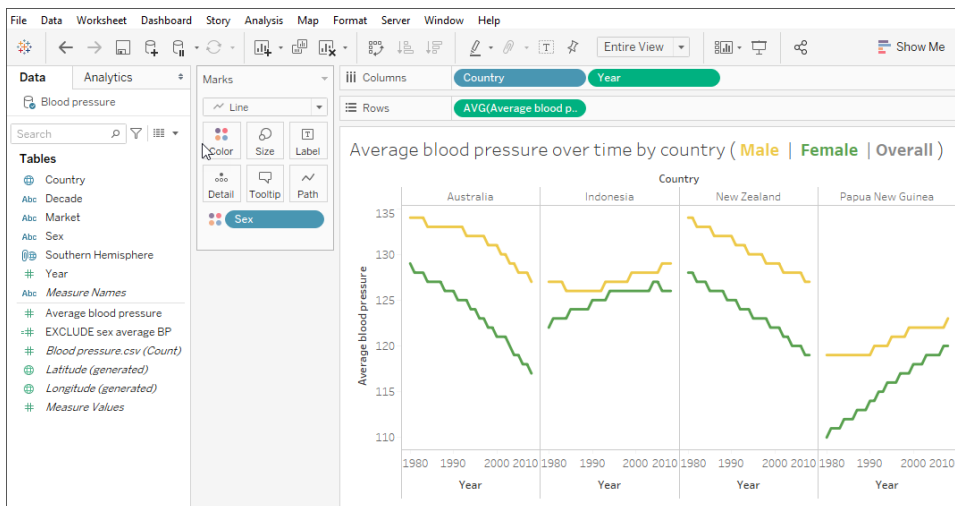 File Data Worksheet Dashboard Story Analysis Map Format Server Window Help
Entire View
Show Me
Data Analytics
Blood pressure
Search
Tables
Country
Abc Decade
Abc Market
Abc Sex
Southern Hemisphere
# Year
Abc Measure Names
# Average blood pressure
=# EXCLUDE sex average BP
# Blood pressure.csv (Count)
Latitude (generated)
Longitude (generated)
# Measure Values
Marks
Line
Color Size Label
Detail Tooltip Path
Sex
iii Columns Country Year
Rows AVG(Average blood p..
Average blood pressure over time by country ( Male | Female | Overall )
Country
Australia Indonesia New Zealand Papua New Guinea
Average blood pressure
135
130
125
120
115
110
1980 1990 2000 2010 1980 1990 2000 2010 1980 1990 2000 2010 1980 1990 2000 2010
Year Year Year Year